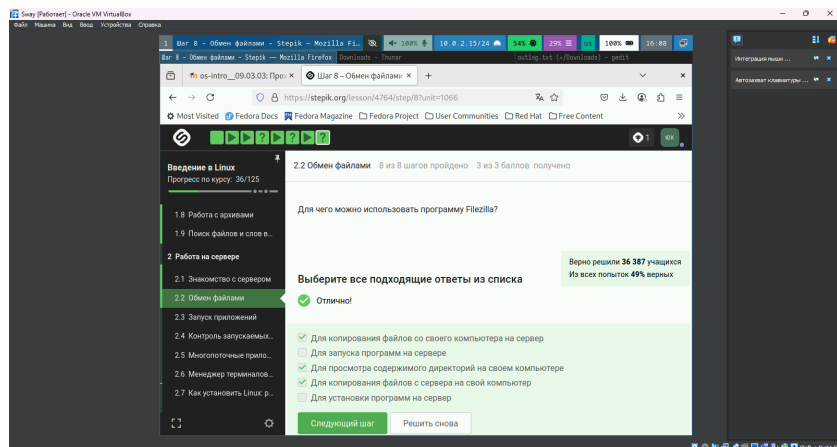 Sway [Работает] - Oracle VM VirtualBox
Файл Машина Вид Ввод Устройства Справка
1 Шаг 8 – Обмен файлами – Stepik — Mozilla Fi… 100% 10.0.2.15/24 54% 29% us 100% 16:08
Шаг 8 – Обмен файлами – Stepik — Mozilla Firefox Downloads - Thunar outlog.txt (~/Downloads) - gedit
Интеграция мыши ...
Автозахват клавиатуры ...
os-intro__09.03.03: Про
Шаг 8 – Обмен файлами
https://stepik.org/lesson/4764/step/8?unit=1066
Most Visited Fedora Docs Fedora Magazine Fedora Project User Communities Red Hat Free Content
1 ЮК
Введение в Linux
Прогресс по курсу: 36/125
2.2 Обмен файлами 8 из 8 шагов пройдено 3 из 3 баллов получено
1.8 Работа с архивами
1.9 Поиск файлов и слов в...
2 Работа на сервере
2.1 Знакомство с сервером
2.2 Обмен файлами
2.3 Запуск приложений
2.4 Контроль запускаемых...
2.5 Многопоточные прило...
2.6 Менеджер терминалов...
2.7 Как установить Linux: р...
Для чего можно использовать программу Filezilla?
Верно решили 36 387 учащихся
Из всех попыток 49% верных
Выберите все подходящие ответы из списка
Отлично!
Для копирования файлов со своего компьютера на сервер
Для запуска программ на сервере
Для просмотра содержимого директорий на своем компьютере
Для копирования файлов с сервера на свой компьютер
Для установки программ на сервер
Следующий шаг Решить снова